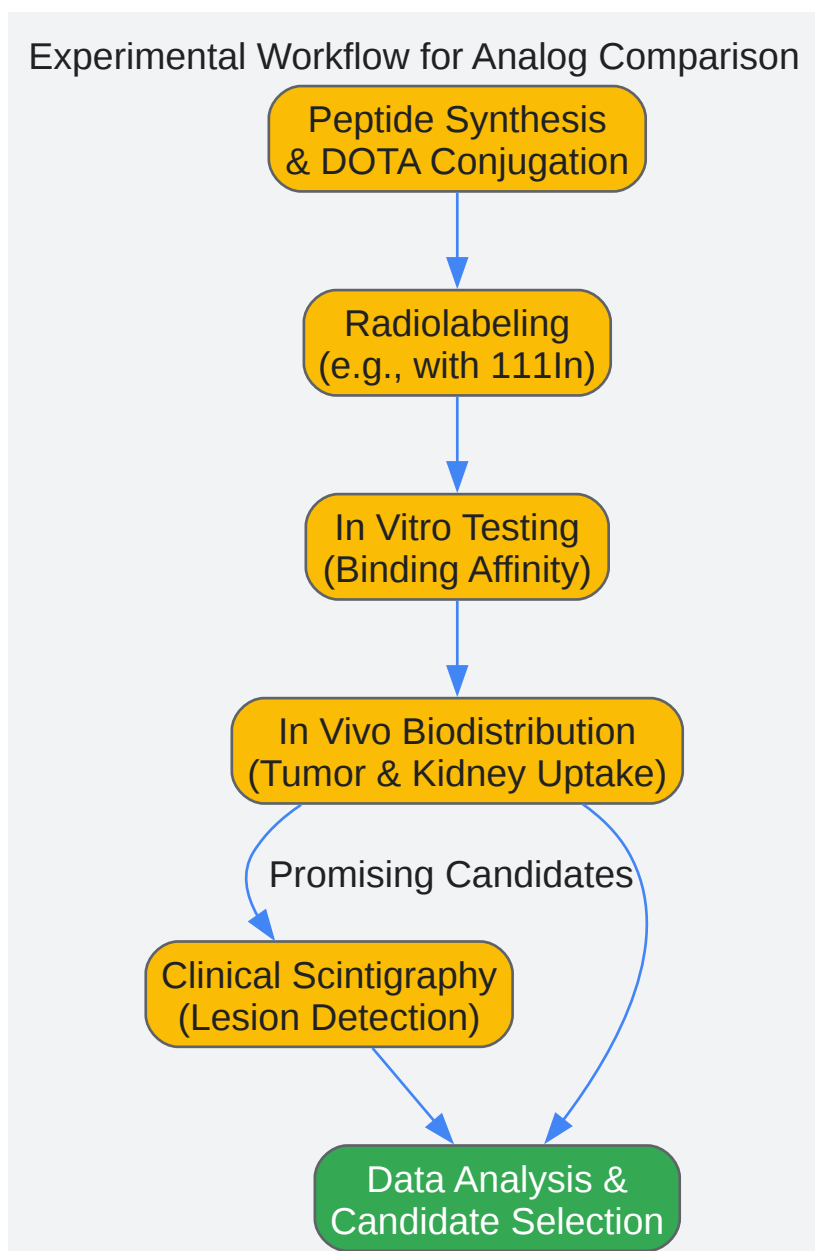 Experimental Workflow for Analog Comparison
Peptide Synthesis
& DOTA Conjugation
Radiolabeling
(e.g., with 111In)
In Vitro Testing
(Binding Affinity)
In Vivo Biodistribution
(Tumor & Kidney Uptake)
Promising Candidates
Clinical Scintigraphy
(Lesion Detection)
Data Analysis &
Candidate Selection